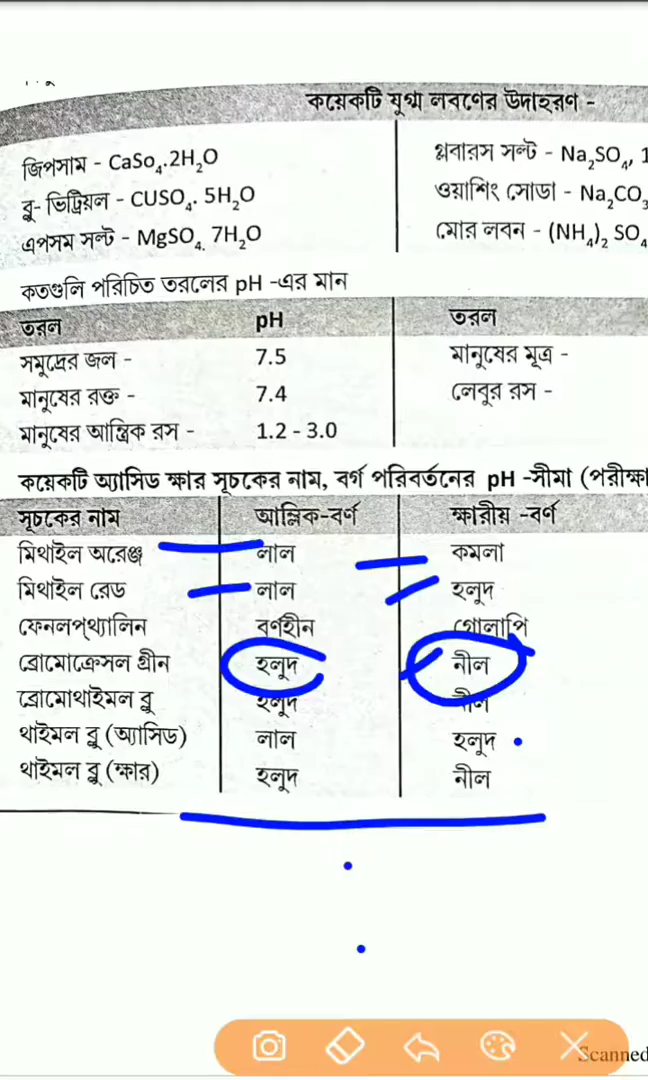 কয়েকটি যুগ্ম লবণের উদাহরণ -
জিপসাম - CaSo₄.2H₂O
ব্লু- ভিট্রিয়ল - CUSO₄. 5H₂O
এপসম সল্ট - MgSO₄. 7H₂O
গ্লবারস সল্ট - Na₂SO₄, 1
ওয়াশিং সোডা - Na₂CO₃
মোর লবন - (NH₄)₂ SO₄
কতগুলি পরিচিত তরলের pH -এর মান
তরল pH তরল
সমুদ্রের জল - 7.5 মানুষের মূত্র -
মানুষের রক্ত - 7.4 লেবুর রস -
মানুষের আন্ত্রিক রস - 1.2 - 3.0
কয়েকটি অ্যাসিড ক্ষার সূচকের নাম, বর্ণ পরিবর্তনের pH -সীমা (পরীক্ষা
সূচকের নাম আম্লিক-বর্ণ ক্ষারীয় -বর্ণ
মিথাইল অরেঞ্জ লাল কমলা
মিথাইল রেড লাল হলুদ
ফেনলপ্‌থ্যালিন বর্ণহীন গোলাপি
ব্রোমোক্রেসল গ্রীন হলুদ নীল
ব্রোমোথাইমল ব্লু হলুদ নীল
থাইমল ব্লু (অ্যাসিড) লাল হলুদ
থাইমল ব্লু (ক্ষার) হলুদ নীল
Scanned